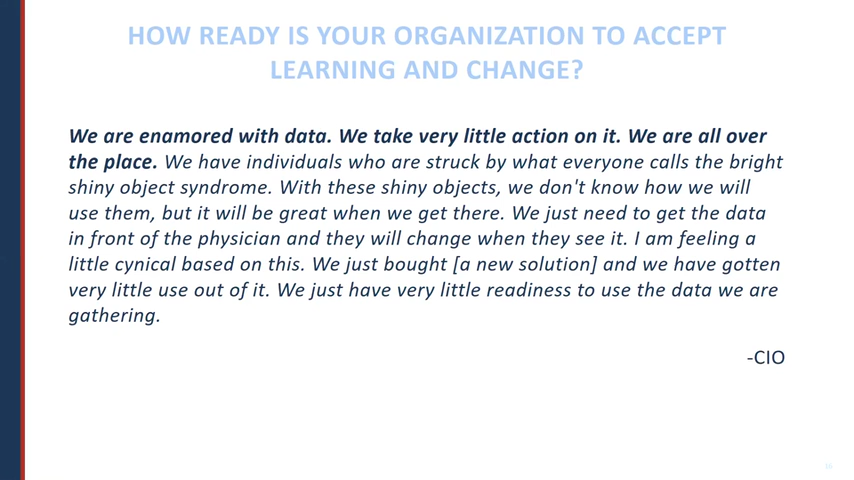 HOW READY IS YOUR ORGANIZATION TO ACCEPT
LEARNING AND CHANGE?
We are enamored with data. We take very little action on it. We are all over
the place. We have individuals who are struck by what everyone calls the bright
shiny object syndrome. With these shiny objects, we don't know how we will
use them, but it will be great when we get there. We just need to get the data
in front of the physician and they will change when they see it. I am feeling a
little cynical based on this. We just bought [a new solution] and we have gotten
very little use out of it. We just have very little readiness to use the data we are
gathering.
-CIO
16